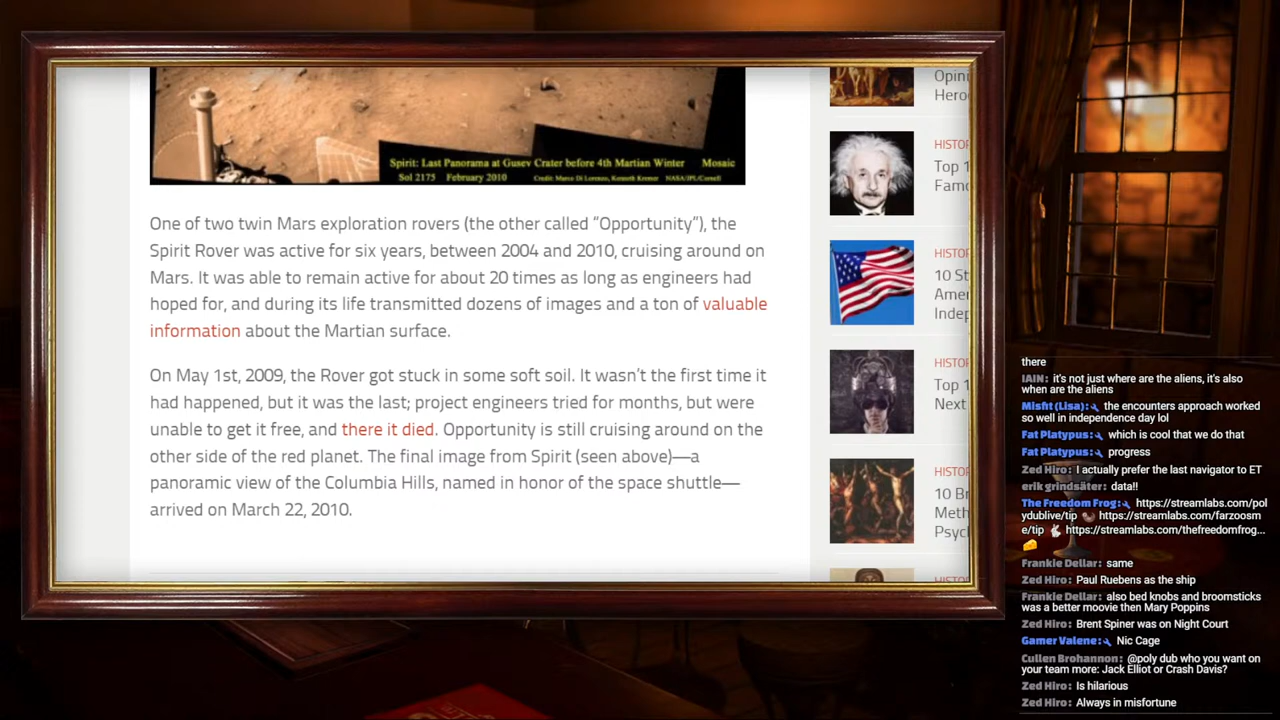 Spirit: Last Panorama at Gusev Crater before 4th Martian Winter Mosaic
Sol 2175 February 2010 Credit: Marco Di Lorenzo, Kenneth Kremer NASA/JPL/Cornell
One of two twin Mars exploration rovers (the other called “Opportunity”), the
Spirit Rover was active for six years, between 2004 and 2010, cruising around on
Mars. It was able to remain active for about 20 times as long as engineers had
hoped for, and during its life transmitted dozens of images and a ton of valuable
information about the Martian surface.
On May 1st, 2009, the Rover got stuck in some soft soil. It wasn’t the first time it
had happened, but it was the last; project engineers tried for months, but were
unable to get it free, and there it died. Opportunity is still cruising around on the
other side of the red planet. The final image from Spirit (seen above)—a
panoramic view of the Columbia Hills, named in honor of the space shuttle—
arrived on March 22, 2010.
Opini
Hero
HISTO
Top 1
Famo
HISTOR
10 St
Amer
Indep
HISTOR
Top 1
Next
HISTOR
10 Br
Meth
Psyc
HISTOR
there
IAIN: it's not just where are the aliens, it's also
when are the aliens
Misfit (Lisa): the encounters approach worked
so well in independence day lol
Fat Platypus: which is cool that we do that
Fat Platypus: progress
Zed Hiro: I actually prefer the last navigator to ET
erik grindsäter: data!!
The Freedom Frog: https://streamlabs.com/pol
ydublive/tip https://streamlabs.com/farzoosm
e/tip https://streamlabs.com/thefreedomfrog...
Frankie Dellar: same
Zed Hiro: Paul Ruebens as the ship
Frankie Dellar: also bed knobs and broomsticks
was a better moovie then Mary Poppins
Zed Hiro: Brent Spiner was on Night Court
Gamer Valene: Nic Cage
Cullen Brohannon: @poly dub who you want on
your team more: Jack Elliot or Crash Davis?
Zed Hiro: Is hilarious
Zed Hiro: Always in misfortune